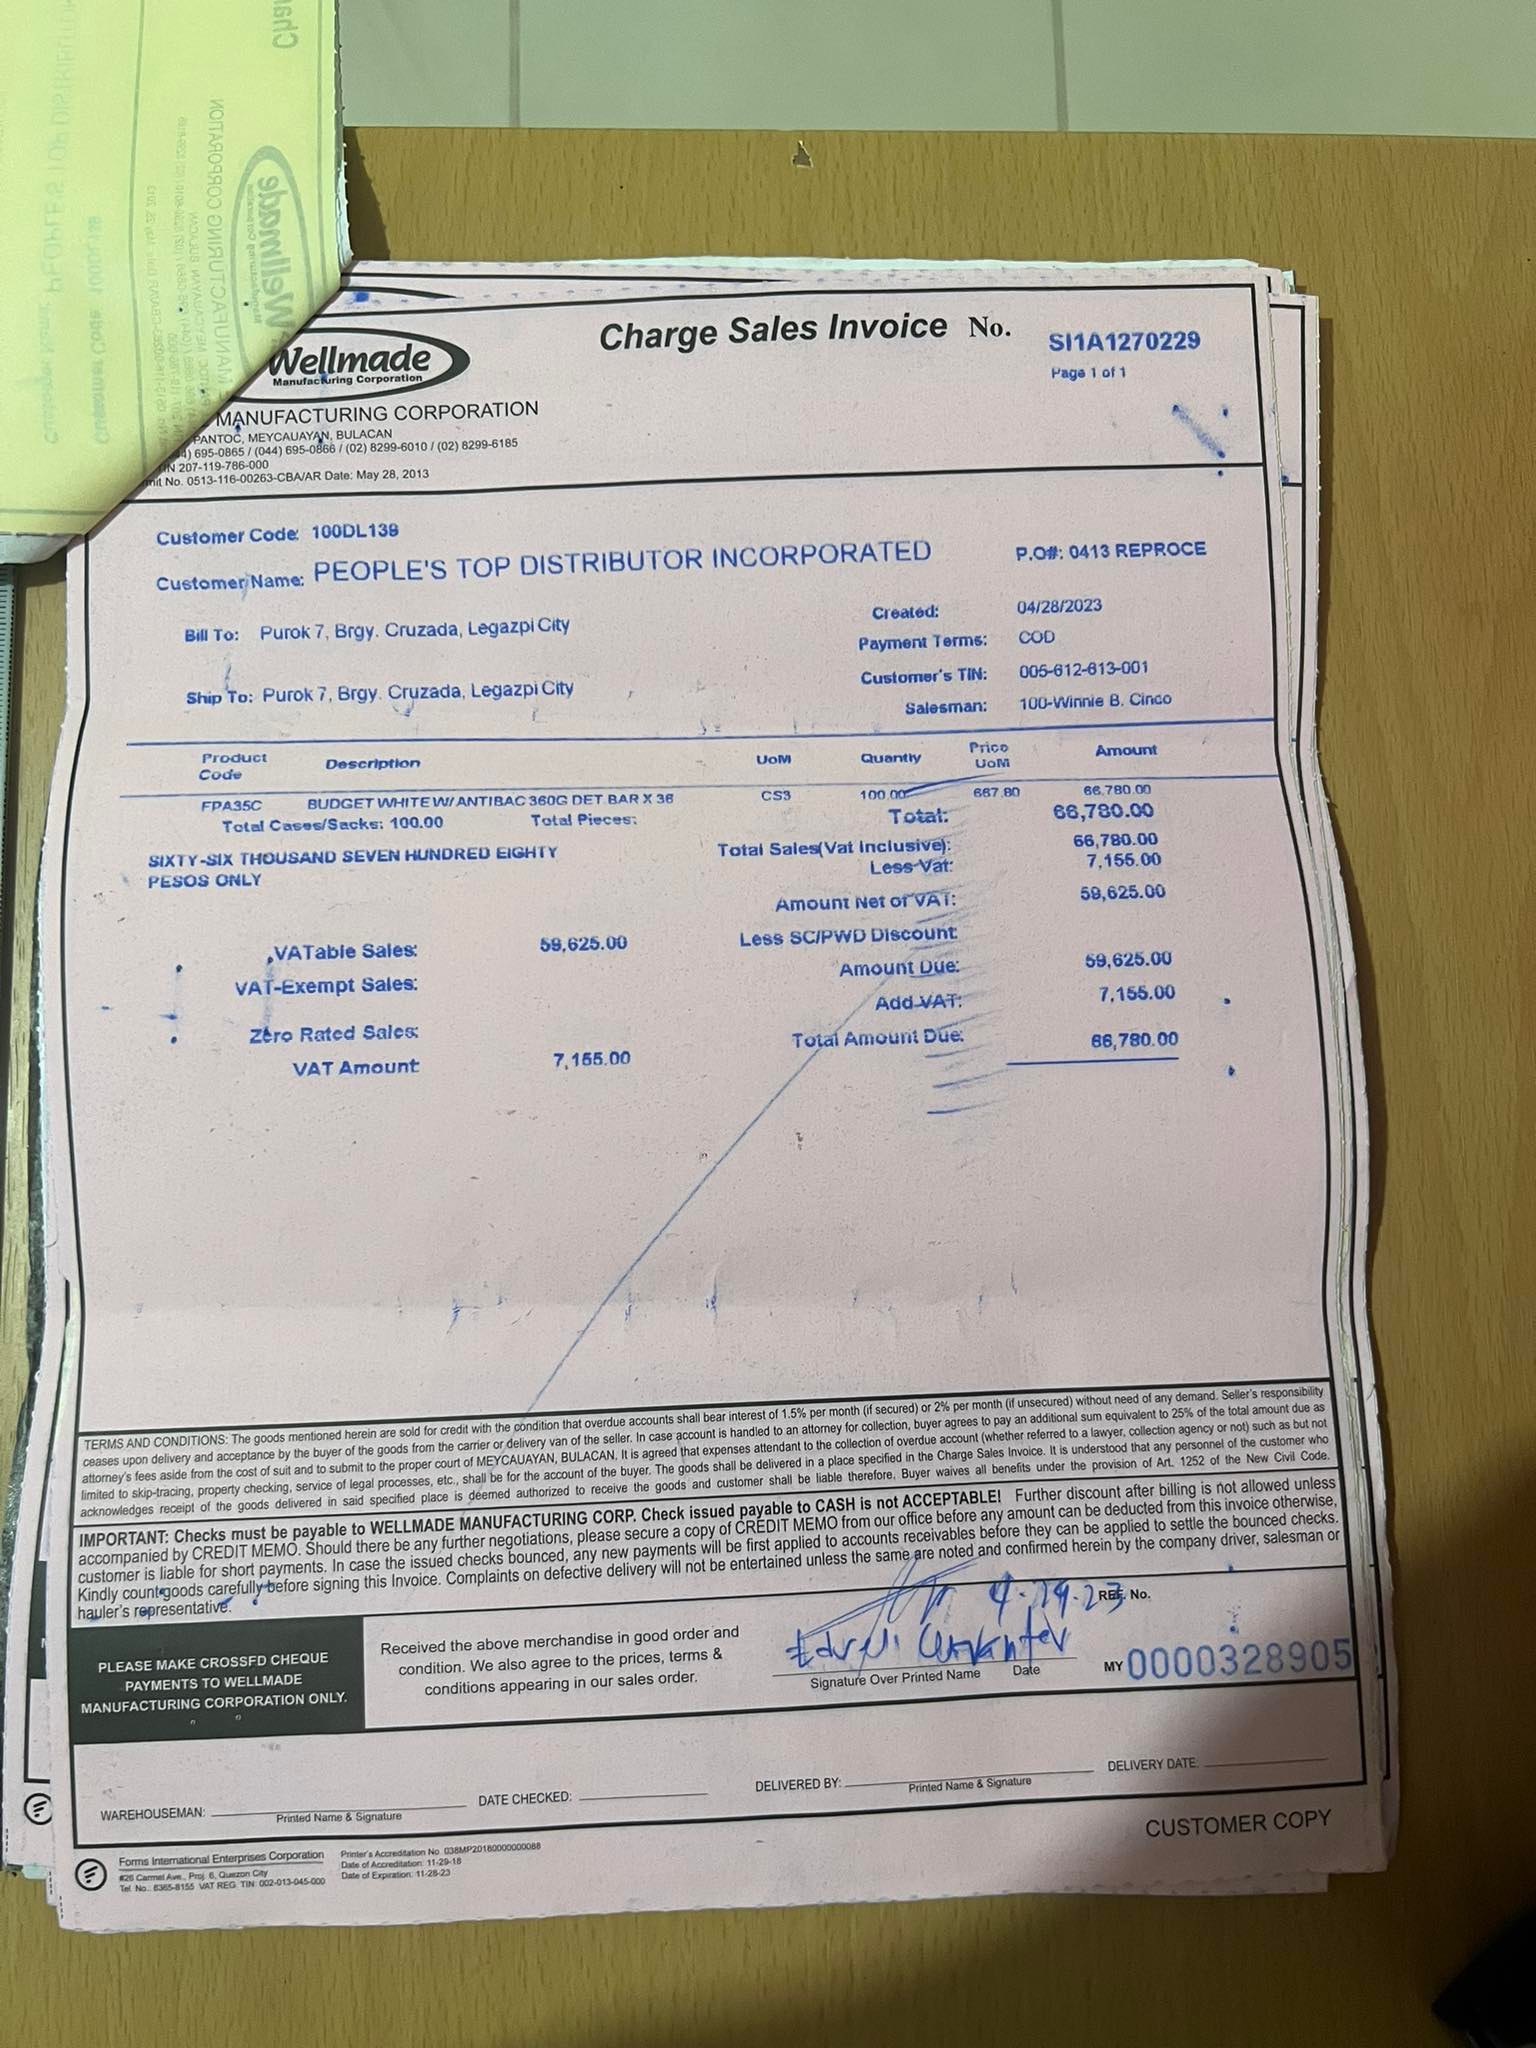 Charge Sales Invoice No. SI1A1270229
Page 1 of 1
Wellmade
Manufacturing Corporation
MANUFACTURING CORPORATION
PANTOC, MEYCAUAYAN, BULACAN
695-0865 / (044) 695-0866 / (02) 8299-6010 / (02) 8299-6185
207-119-786-000
No. 0513-116-00263-CBA/AR Date: May 28, 2013
Customer Code: 100DL139
Customer Name: PEOPLE'S TOP DISTRIBUTOR INCORPORATED P.O#: 0413 REPROCE
Created: 04/28/2023
Bill To: Purok 7, Brgy. Cruzada, Legazpi City
Payment Terms: COD
Customer's TIN: 005-612-613-001
Ship To: Purok 7, Brgy. Cruzada, Legazpi City
Salesman: 100-Winnie B. Cinco
Product Code Description UoM Quantity Price UoM Amount
FPA35C BUDGET WHITE W/ ANTIBAC 360G DET. BAR X 36 CS3 100.00 667.80 66,780.00
Total Cases/Sacks: 100.00 Total Pieces: Total: 66,780.00
SIXTY-SIX THOUSAND SEVEN HUNDRED EIGHTY
PESOS ONLY
Total Sales(Vat Inclusive): 66,780.00
Less Vat: 7,155.00
Amount Net of VAT: 59,625.00
VATable Sales: 59,625.00 Less SC/PWD Discount:
VAT-Exempt Sales: Amount Due: 59,625.00
Add VAT: 7,155.00
Zero Rated Sales: Total Amount Due: 66,780.00
VAT Amount: 7,155.00
TERMS AND CONDITIONS: The goods mentioned herein are sold for credit with the condition that overdue accounts shall bear interest of 1.5% per month (if secured) or 2% per month (if unsecured) without need of any demand. Seller's responsibility
ceases upon delivery and acceptance by the buyer of the goods from the carrier or delivery van of the seller. In case account is handled to an attorney for collection, buyer agrees to pay an additional sum equivalent to 25% of the total amount due as
attorney's fees aside from the cost of suit and to submit to the proper court of MEYCAUAYAN, BULACAN. It is agreed that expenses attendant to the collection of overdue account (whether referred to a lawyer, collection agency or not) such as but not
limited to skip-tracing, property checking, service of legal processes, etc., shall be for the account of the buyer. The goods shall be delivered in a place specified in the Charge Sales Invoice. It is understood that any personnel of the customer who
acknowledges receipt of the goods delivered in said specified place is deemed authorized to receive the goods and customer shall be liable therefore. Buyer waives all benefits under the provision of Art. 1252 of the New Civil Code.
IMPORTANT: Checks must be payable to WELLMADE MANUFACTURING CORP. Check issued payable to CASH is not ACCEPTABLE! Further discount after billing is not allowed unless
accompanied by CREDIT MEMO. Should there be any further negotiations, please secure a copy of CREDIT MEMO from our office before any amount can be deducted from this invoice otherwise,
customer is liable for short payments. In case the issued checks bounced, any new payments will be first applied to accounts receivables before they can be applied to settle the bounced checks.
Kindly count goods carefully before signing this Invoice. Complaints on defective delivery will not be entertained unless the same are noted and confirmed herein by the company driver, salesman or
hauler's representative.
PLEASE MAKE CROSSED CHEQUE
PAYMENTS TO WELLMADE
MANUFACTURING CORPORATION ONLY.
Received the above merchandise in good order and
condition. We also agree to the prices, terms &
conditions appearing in our sales order.
4-29-23
Signature Over Printed Name Date
REF. No.
MY 0000328905
WAREHOUSEMAN: Printed Name & Signature DATE CHECKED: DELIVERED BY: Printed Name & Signature DELIVERY DATE:
CUSTOMER COPY
Forms International Enterprises Corporation
#26 Carmel Ave., Proj. 6, Quezon City
Tel. No.: 6365-8155 VAT REG. TIN: 002-013-045-000
Printer's Accreditation No. 038MP20180000000088
Date of Accreditation: 11-29-18
Date of Expiration: 11-28-23